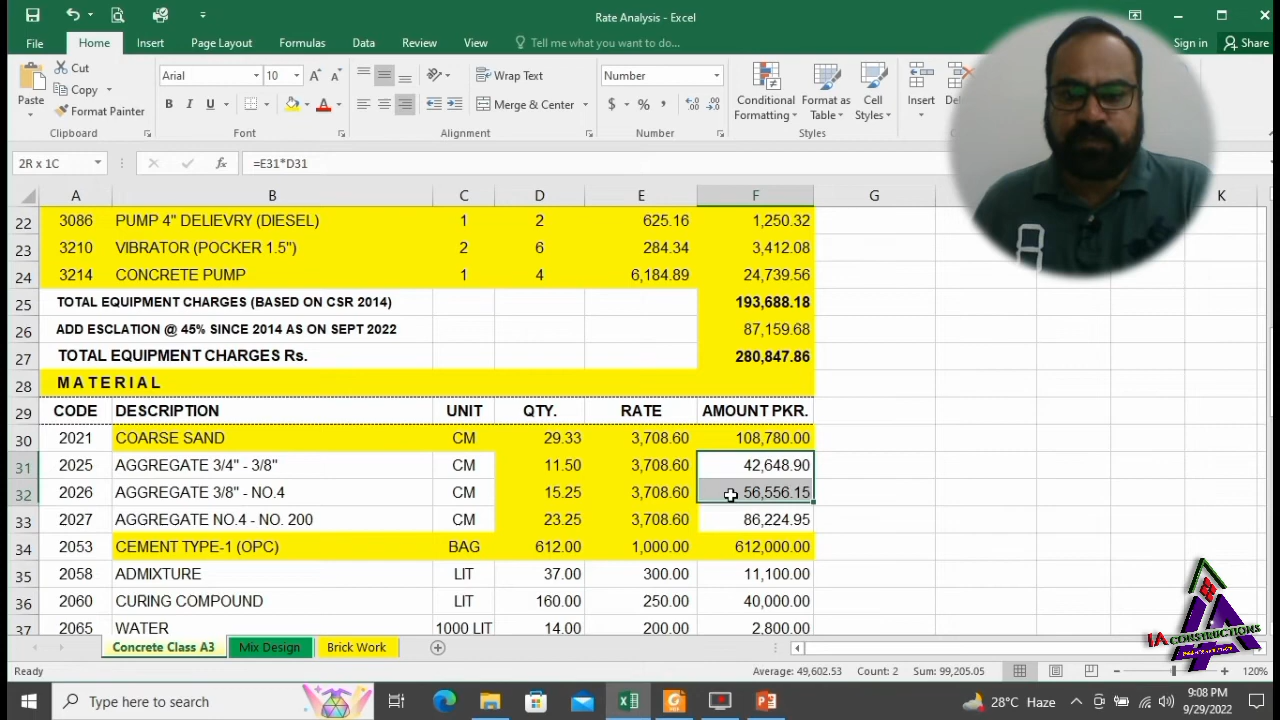 Rate Analysis - Excel
File Home Insert Page Layout Formulas Data Review View Tell me what you want to do... Sign in Share
Paste Cut Copy Format Painter Clipboard
Arial 10 A A B I U A Font
Wrap Text Merge & Center Alignment
Number $ % , Number
Conditional Formatting Format as Table Cell Styles Styles
Insert
2R x 1C fx =E31*D31
A B C D E F G K
22 3086 PUMP 4" DELIEVRY (DIESEL) 1 2 625.16 1,250.32
23 3210 VIBRATOR (POCKER 1.5") 2 6 284.34 3,412.08
24 3214 CONCRETE PUMP 1 4 6,184.89 24,739.56
25 TOTAL EQUIPMENT CHARGES (BASED ON CSR 2014) 193,688.18
26 ADD ESCLATION @ 45% SINCE 2014 AS ON SEPT 2022 87,159.68
27 TOTAL EQUIPMENT CHARGES Rs. 280,847.86
28 M A T E R I A L
29 CODE DESCRIPTION UNIT QTY. RATE AMOUNT PKR.
30 2021 COARSE SAND CM 29.33 3,708.60 108,780.00
31 2025 AGGREGATE 3/4" - 3/8" CM 11.50 3,708.60 42,648.90
32 2026 AGGREGATE 3/8" - NO.4 CM 15.25 3,708.60 56,556.15
33 2027 AGGREGATE NO.4 - NO. 200 CM 23.25 3,708.60 86,224.95
34 2053 CEMENT TYPE-1 (OPC) BAG 612.00 1,000.00 612,000.00
35 2058 ADMIXTURE LIT 37.00 300.00 11,100.00
36 2060 CURING COMPOUND LIT 160.00 250.00 40,000.00
37 2065 WATER 1000 LIT 14.00 200.00 2,800.00
Concrete Class A3 Mix Design Brick Work
IA CONSTRUCTIONS
Ready Average: 49,602.53 Count: 2 Sum: 99,205.05 120%
Type here to search 28°C Haze 9:08 PM
9/29/2022